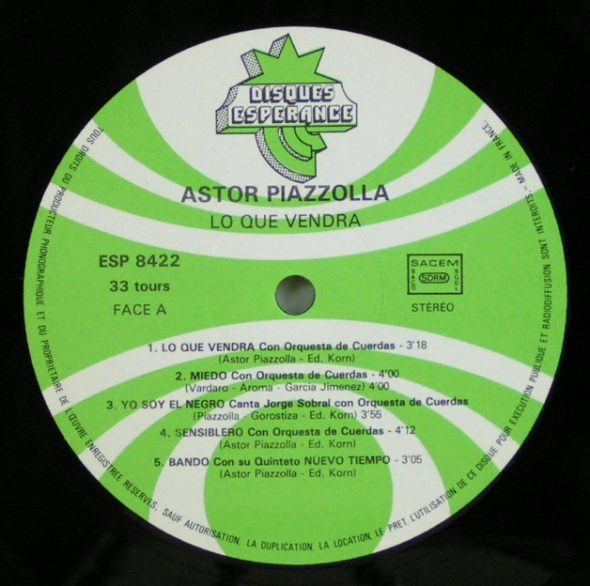 DISQUES
ESPERANCE
ASTOR PIAZZOLLA
LO QUE VENDRA
ESP 8422
33 tours
FACE A
SACEM
SACD
SDRM
SGDL
STÉRÉO
1. LO QUE VENDRA Con Orquesta de Cuerdas - 3'18
(Astor Piazzolla - Ed. Korn)
2. MIEDO Con Orquesta de Cuerdas - 4'00
(Vardaro - Aroma - García Jimenez) 4'00
3. YO SOY EL NEGRO Canta Jorge Sobral con Orquesta de Cuerdas
(Piazzolla - Gorostiza - Ed. Korn) 3'55
4. SENSIBLERO Con Orquesta de Cuerdas - 4'12
(Astor Piazzolla - Ed. Korn)
5. BANDO Con su Quinteto NUEVO TIEMPO - 3'05
(Astor Piazzolla - Ed. Korn)
TOUS DROITS DU PRODUCTEUR PHONOGRAPHIQUE ET DU PROPRIETAIRE DE L'ŒUVRE ENREGISTREE RESERVES, SAUF AUTORISATION, LA DUPLICATION, LA LOCATION, LE PRET, L'UTILISATION DE CE DISQUE POUR EXECUTION PUBLIQUE ET RADIODIFFUSION SONT INTERDITS - MADE IN FRANCE.